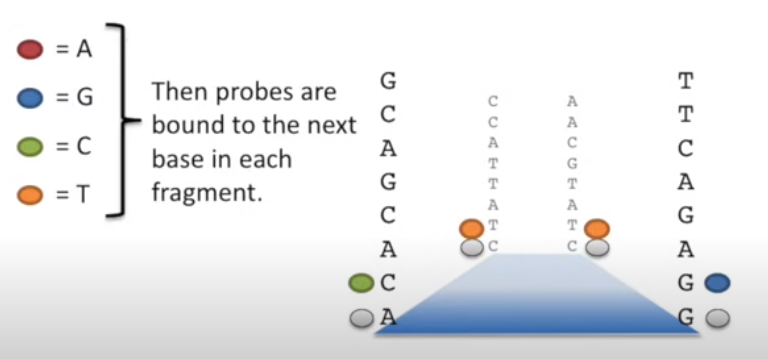 = A
= G
= C
= T
Then probes are
bound to the next
base in each
fragment.
G C A G C A C A
C C A T T A T C
A A C G T A T C
T T C A G A G G